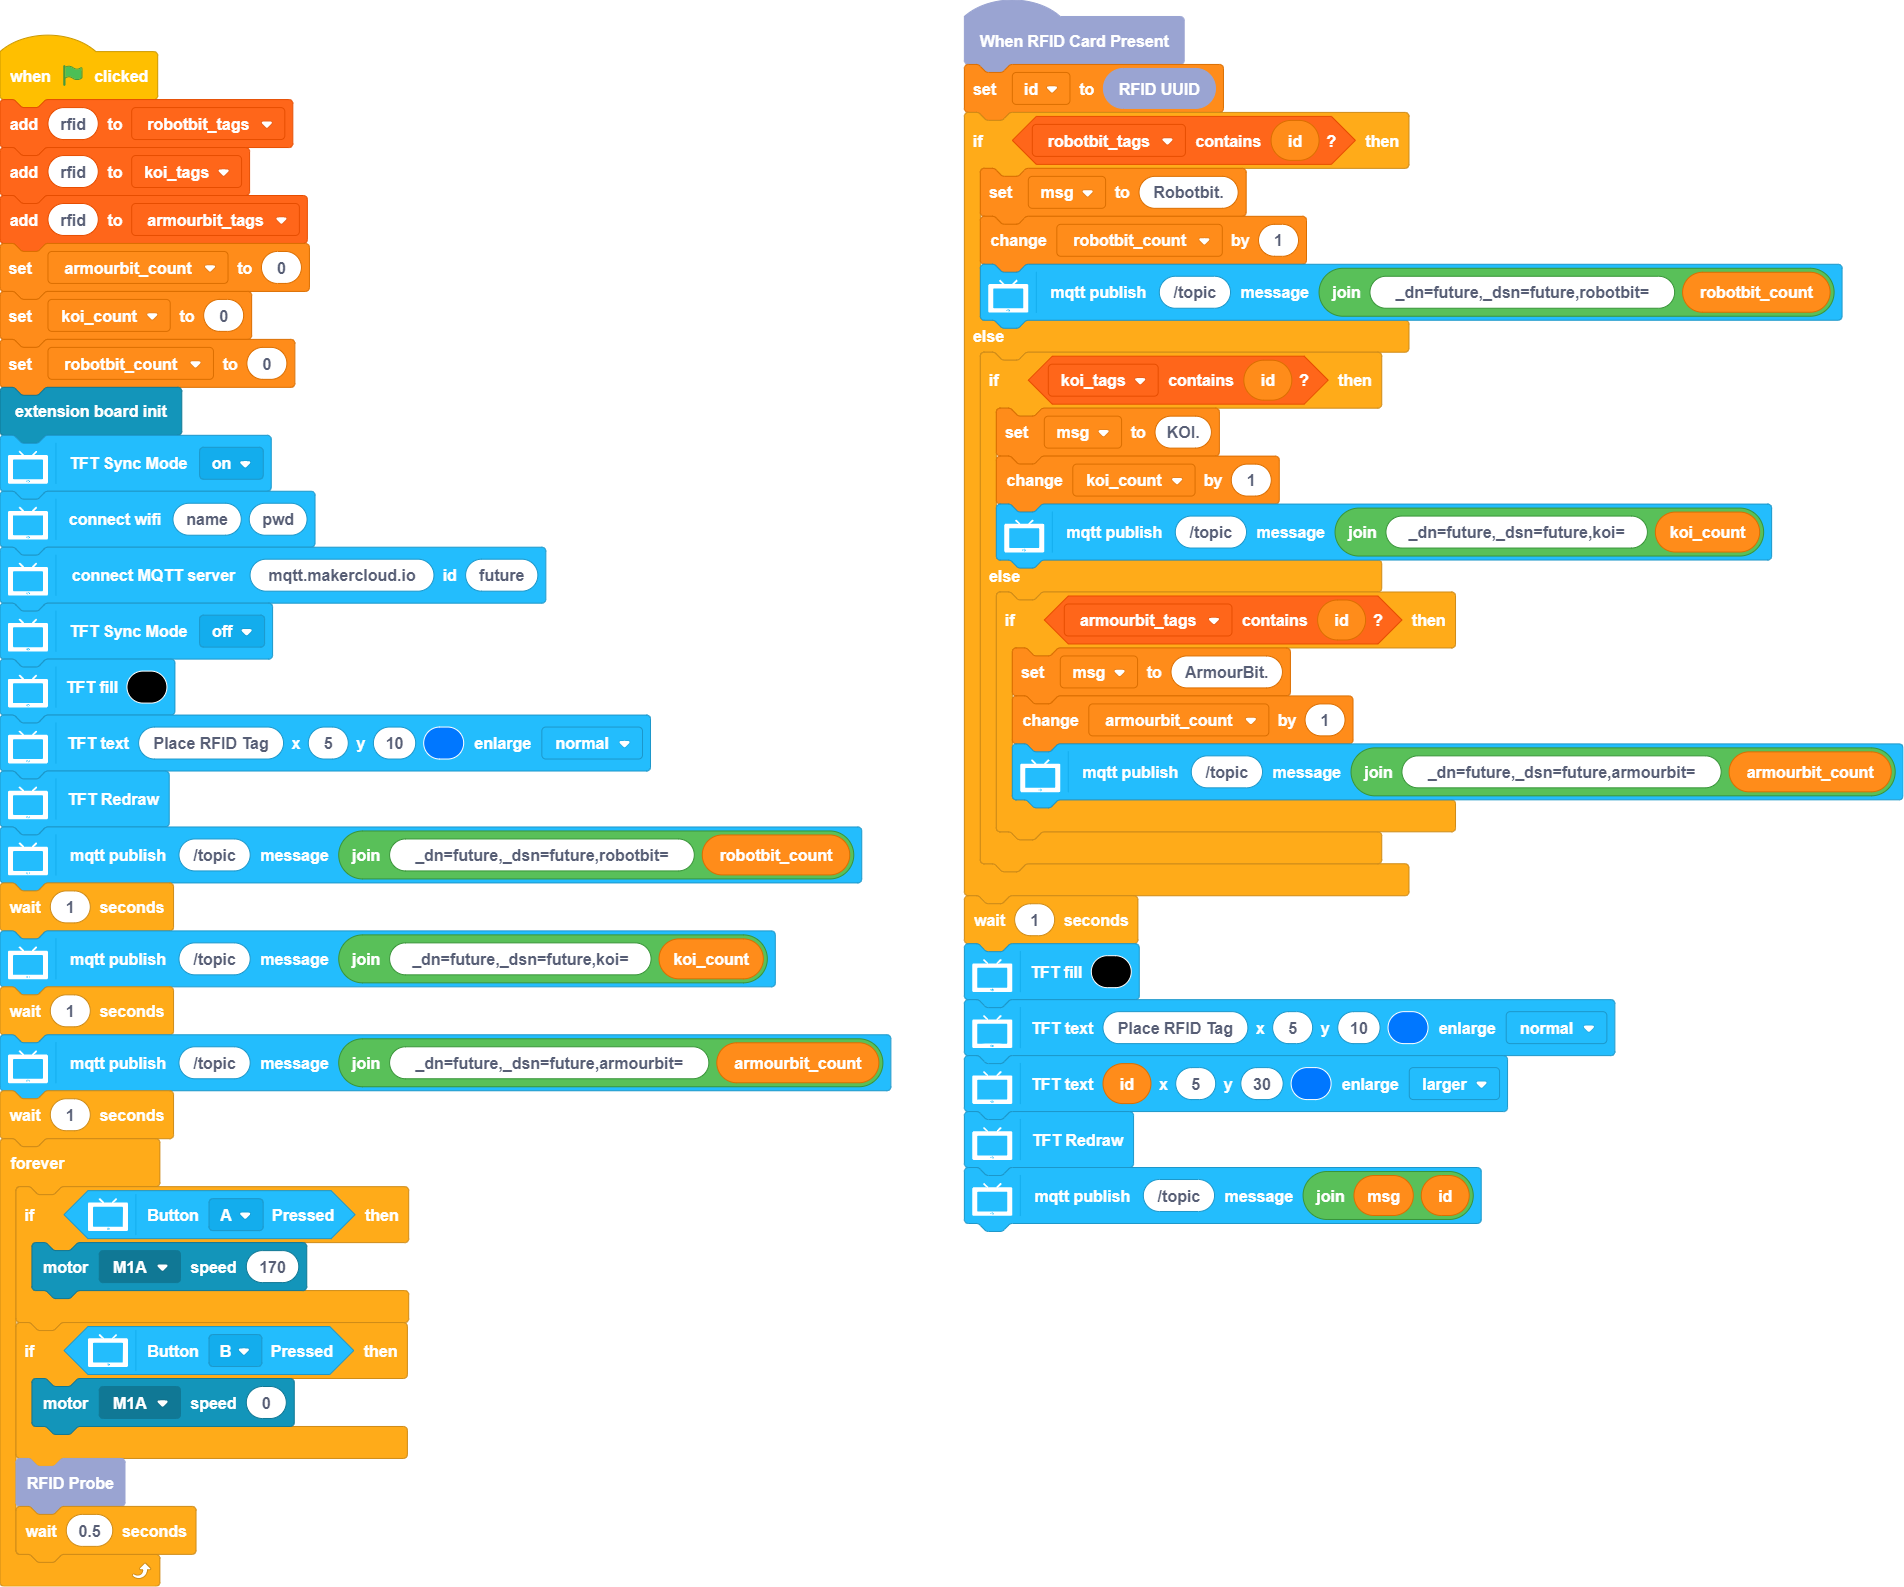 when clicked
add rfid to robotbit_tags
add rfid to koi_tags
add rfid to armourbit_tags
set armourbit_count to 0
set koi_count to 0
set robotbit_count to 0
extension board init
TFT Sync Mode on
connect wifi name pwd
connect MQTT server mqtt.makercloud.io id future
TFT Sync Mode off
TFT fill
TFT text Place RFID Tag x 5 y 10 enlarge normal
TFT Redraw
mqtt publish /topic message join _dn=future,_dsn=future,robotbit= robotbit_count
wait 1 seconds
mqtt publish /topic message join _dn=future,_dsn=future,koi= koi_count
wait 1 seconds
mqtt publish /topic message join _dn=future,_dsn=future,armourbit= armourbit_count
wait 1 seconds
forever
if Button A Pressed then
motor M1A speed 170
if Button B Pressed then
motor M1A speed 0
RFID Probe
wait 0.5 seconds
When RFID Card Present
set id to RFID UUID
if robotbit_tags contains id ? then
set msg to Robotbit.
change robotbit_count by 1
mqtt publish /topic message join _dn=future,_dsn=future,robotbit= robotbit_count
else
if koi_tags contains id ? then
set msg to KOI.
change koi_count by 1
mqtt publish /topic message join _dn=future,_dsn=future,koi= koi_count
else
if armourbit_tags contains id ? then
set msg to ArmourBit.
change armourbit_count by 1
mqtt publish /topic message join _dn=future,_dsn=future,armourbit= armourbit_count
wait 1 seconds
TFT fill
TFT text Place RFID Tag x 5 y 10 enlarge normal
TFT text id x 5 y 30 enlarge larger
TFT Redraw
mqtt publish /topic message join msg id